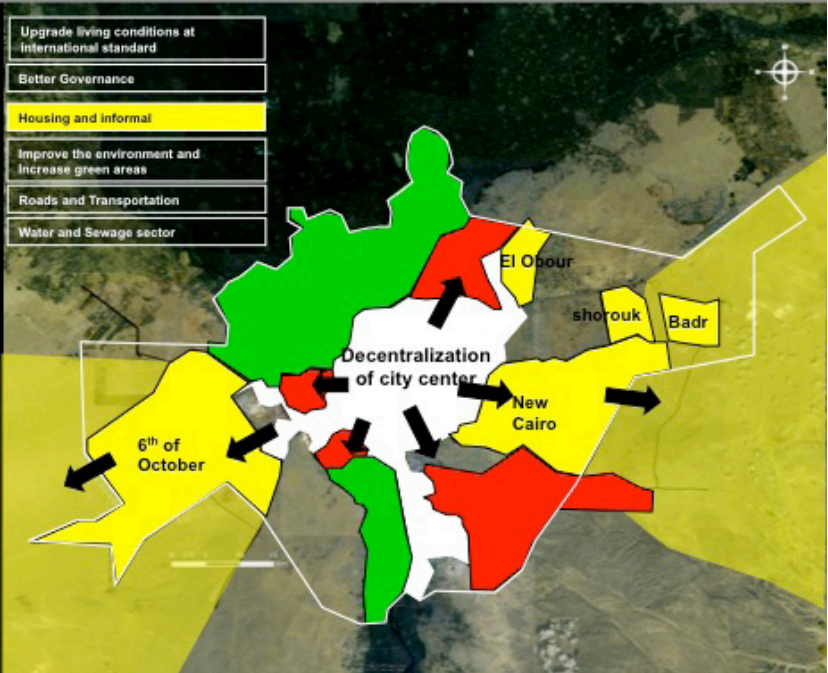 Upgrade living conditions at
international standard
Better Governance
Housing and informal
Improve the environment and
Increase green areas
Roads and Transportation
Water and Sewage sector
El Obour
shorouk
Badr
Decentralization
of city center
New
Cairo
6th of
October